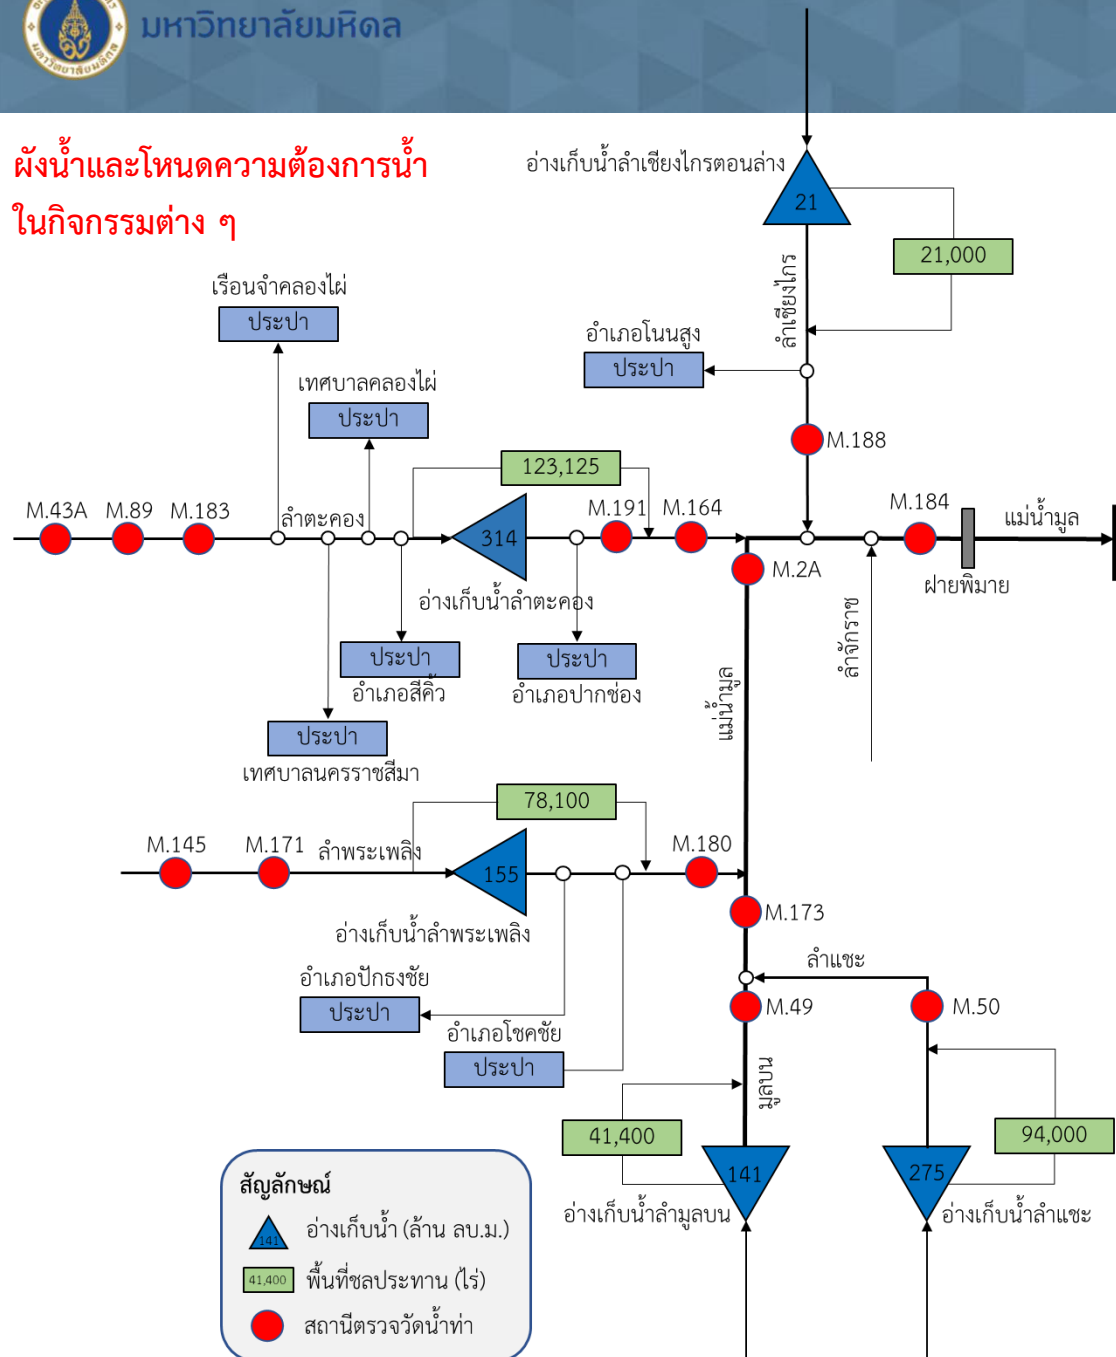 มหาวิทยาลัยมหิดล
มหาวิทยาลัยมหิดล
ผังน้ำและโหนดความต้องการน้ำ
ในกิจกรรมต่าง ๆ
อ่างเก็บน้ำลำเชียงไกรตอนล่าง
21
21,000
ลำเชียงไกร
เรือนจำคลองไผ่
ประปา
อำเภอโนนสูง
ประปา
เทศบาลคลองไผ่
ประปา
M.188
123,125
M.43A
M.89
M.183
ลำตะคอง
314
M.191
M.164
M.184
แม่น้ำมูล
M.2A
ฝายพิมาย
อ่างเก็บน้ำลำตะคอง
ลำจักราช
ประปา
อำเภอสีคิ้ว
ประปา
อำเภอปากช่อง
แม่น้ำมูล
ประปา
เทศบาลนครราชสีมา
78,100
M.145
M.171
ลำพระเพลิง
155
M.180
อ่างเก็บน้ำลำพระเพลิง
M.173
ลำแชะ
อำเภอปักธงชัย
ประปา
M.49
M.50
อำเภอโชคชัย
ประปา
มูลบน
41,400
94,000
141
275
อ่างเก็บน้ำลำมูลบน
อ่างเก็บน้ำลำแชะ
สัญลักษณ์
141
อ่างเก็บน้ำ (ล้าน ลบ.ม.)
41,400
พื้นที่ชลประทาน (ไร่)
สถานีตรวจวัดน้ำท่า